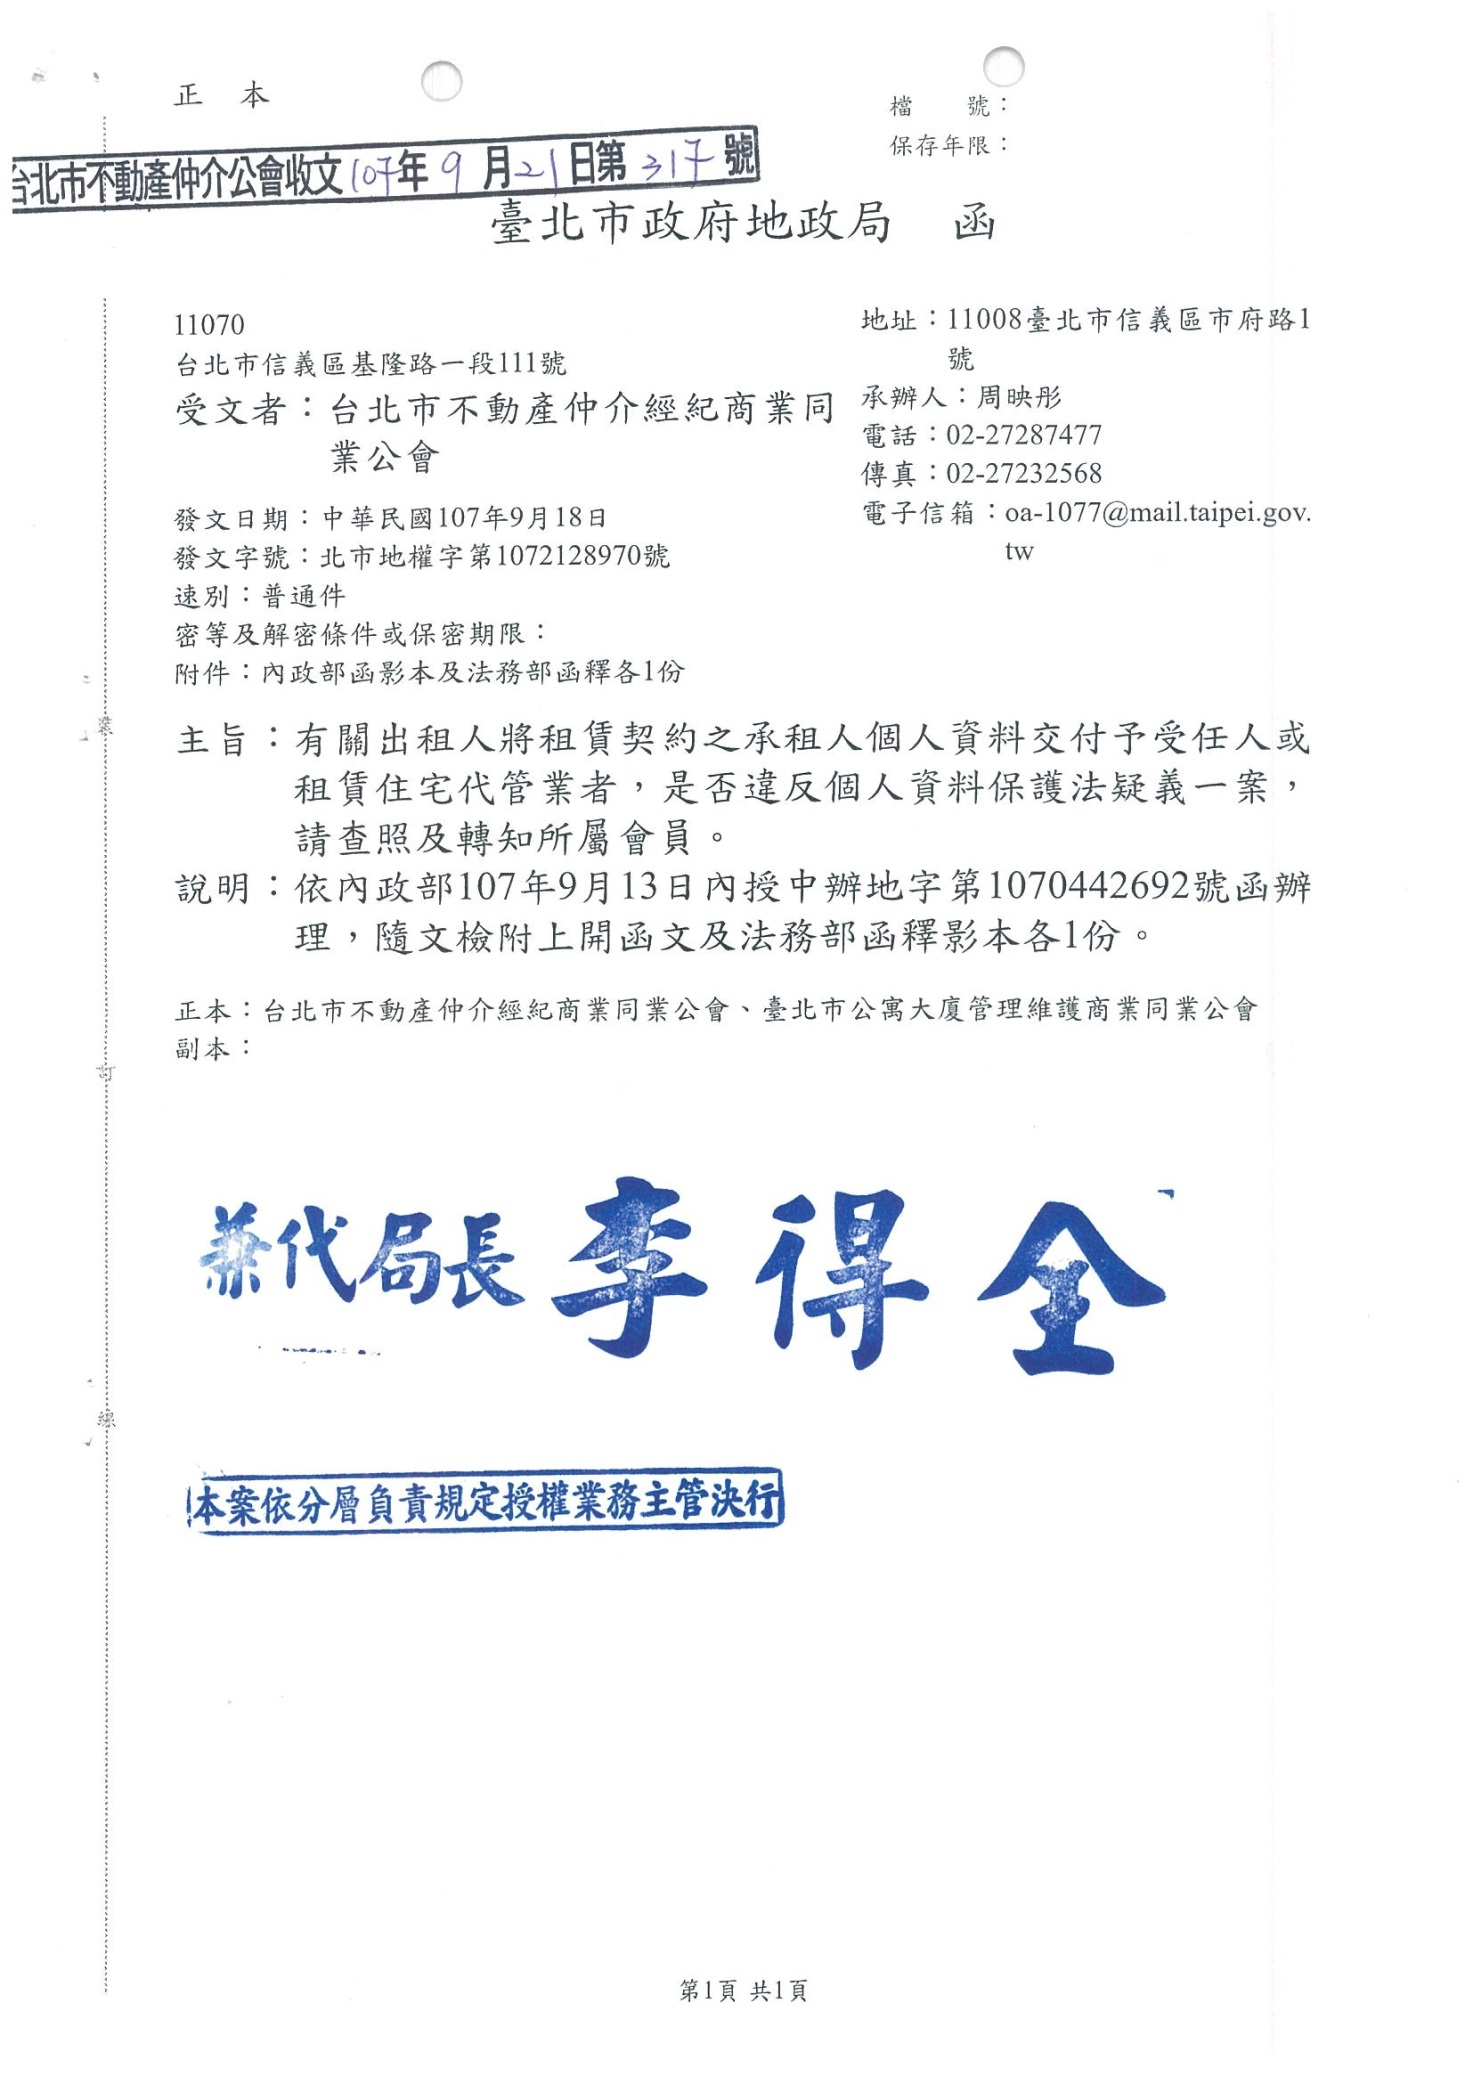 正　本
檔　　號：
保存年限：
台北市不動產仲介公會收文107年9月21日第317號
臺北市政府地政局　函
11070
台北市信義區基隆路一段111號
受文者：台北市不動產仲介經紀商業同
業公會
地址：11008臺北市信義區市府路1
號
承辦人：周映彤
電話：02-27287477
傳真：02-27232568
電子信箱：oa-1077@mail.taipei.gov.
tw
發文日期：中華民國107年9月18日
發文字號：北市地權字第1072128970號
速別：普通件
密等及解密條件或保密期限：
附件：內政部函影本及法務部函釋各1份
主旨：有關出租人將租賃契約之承租人個人資料交付予受任人或
租賃住宅代管業者，是否違反個人資料保護法疑義一案，
請查照及轉知所屬會員。
說明：依內政部107年9月13日內授中辦地字第1070442692號函辦
理，隨文檢附上開函文及法務部函釋影本各1份。
正本：台北市不動產仲介經紀商業同業公會、臺北市公寓大廈管理維護商業同業公會
副本：
裝
訂
線
兼代局長 李得全
本案依分層負責規定授權業務主管決行
第1頁 共1頁